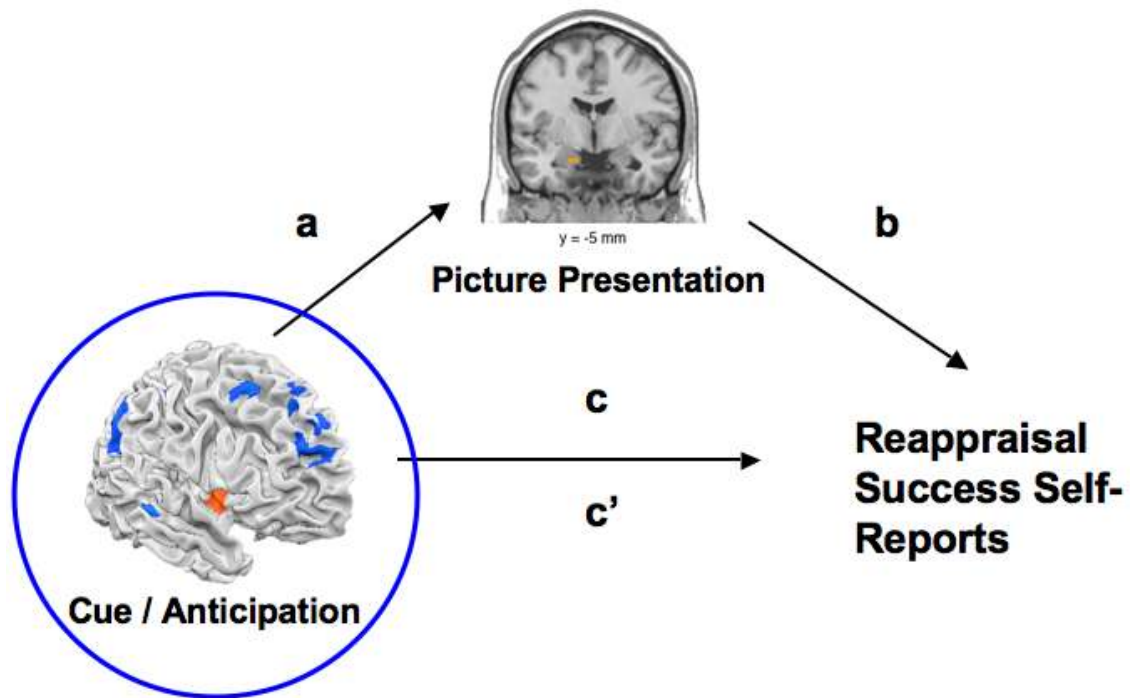 a
b
y = -5 mm
Picture Presentation
c
c’
Reappraisal
Success Self-
Reports
Cue / Anticipation